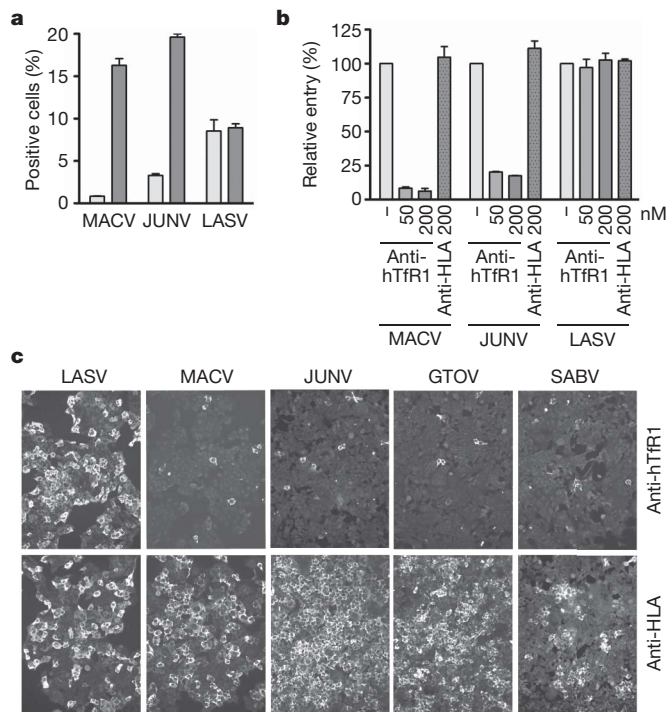 a
Positive cells (%)
20
15
10
5
0
MACV JUNV LASV
b
Relative entry (%)
125
100
75
50
25
0
– 50 200 200 – 50 200 200 – 50 200 200 nM
Anti-hTfR1 Anti-HLA Anti-hTfR1 Anti-HLA Anti-hTfR1 Anti-HLA
MACV JUNV LASV
c
LASV MACV JUNV GTOV SABV
Anti-hTfR1
Anti-HLA